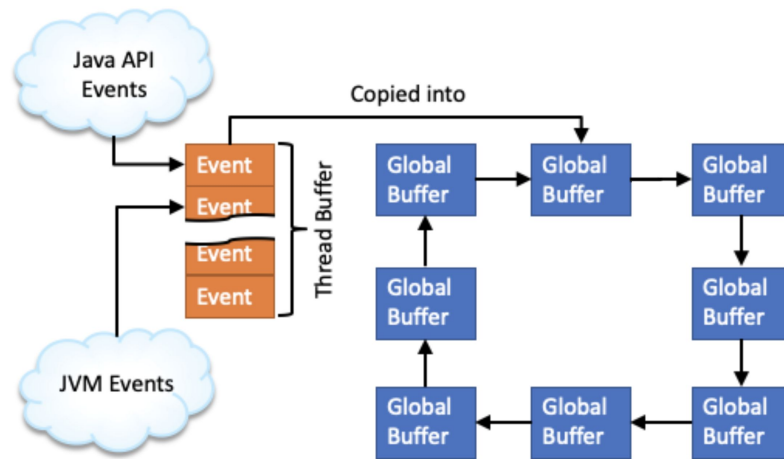 Java API
Events
Copied into
Event
Event
Event
Event
Thread Buffer
JVM Events
Global
Buffer
Global
Buffer
Global
Buffer
Global
Buffer
Global
Buffer
Global
Buffer
Global
Buffer
Global
Buffer